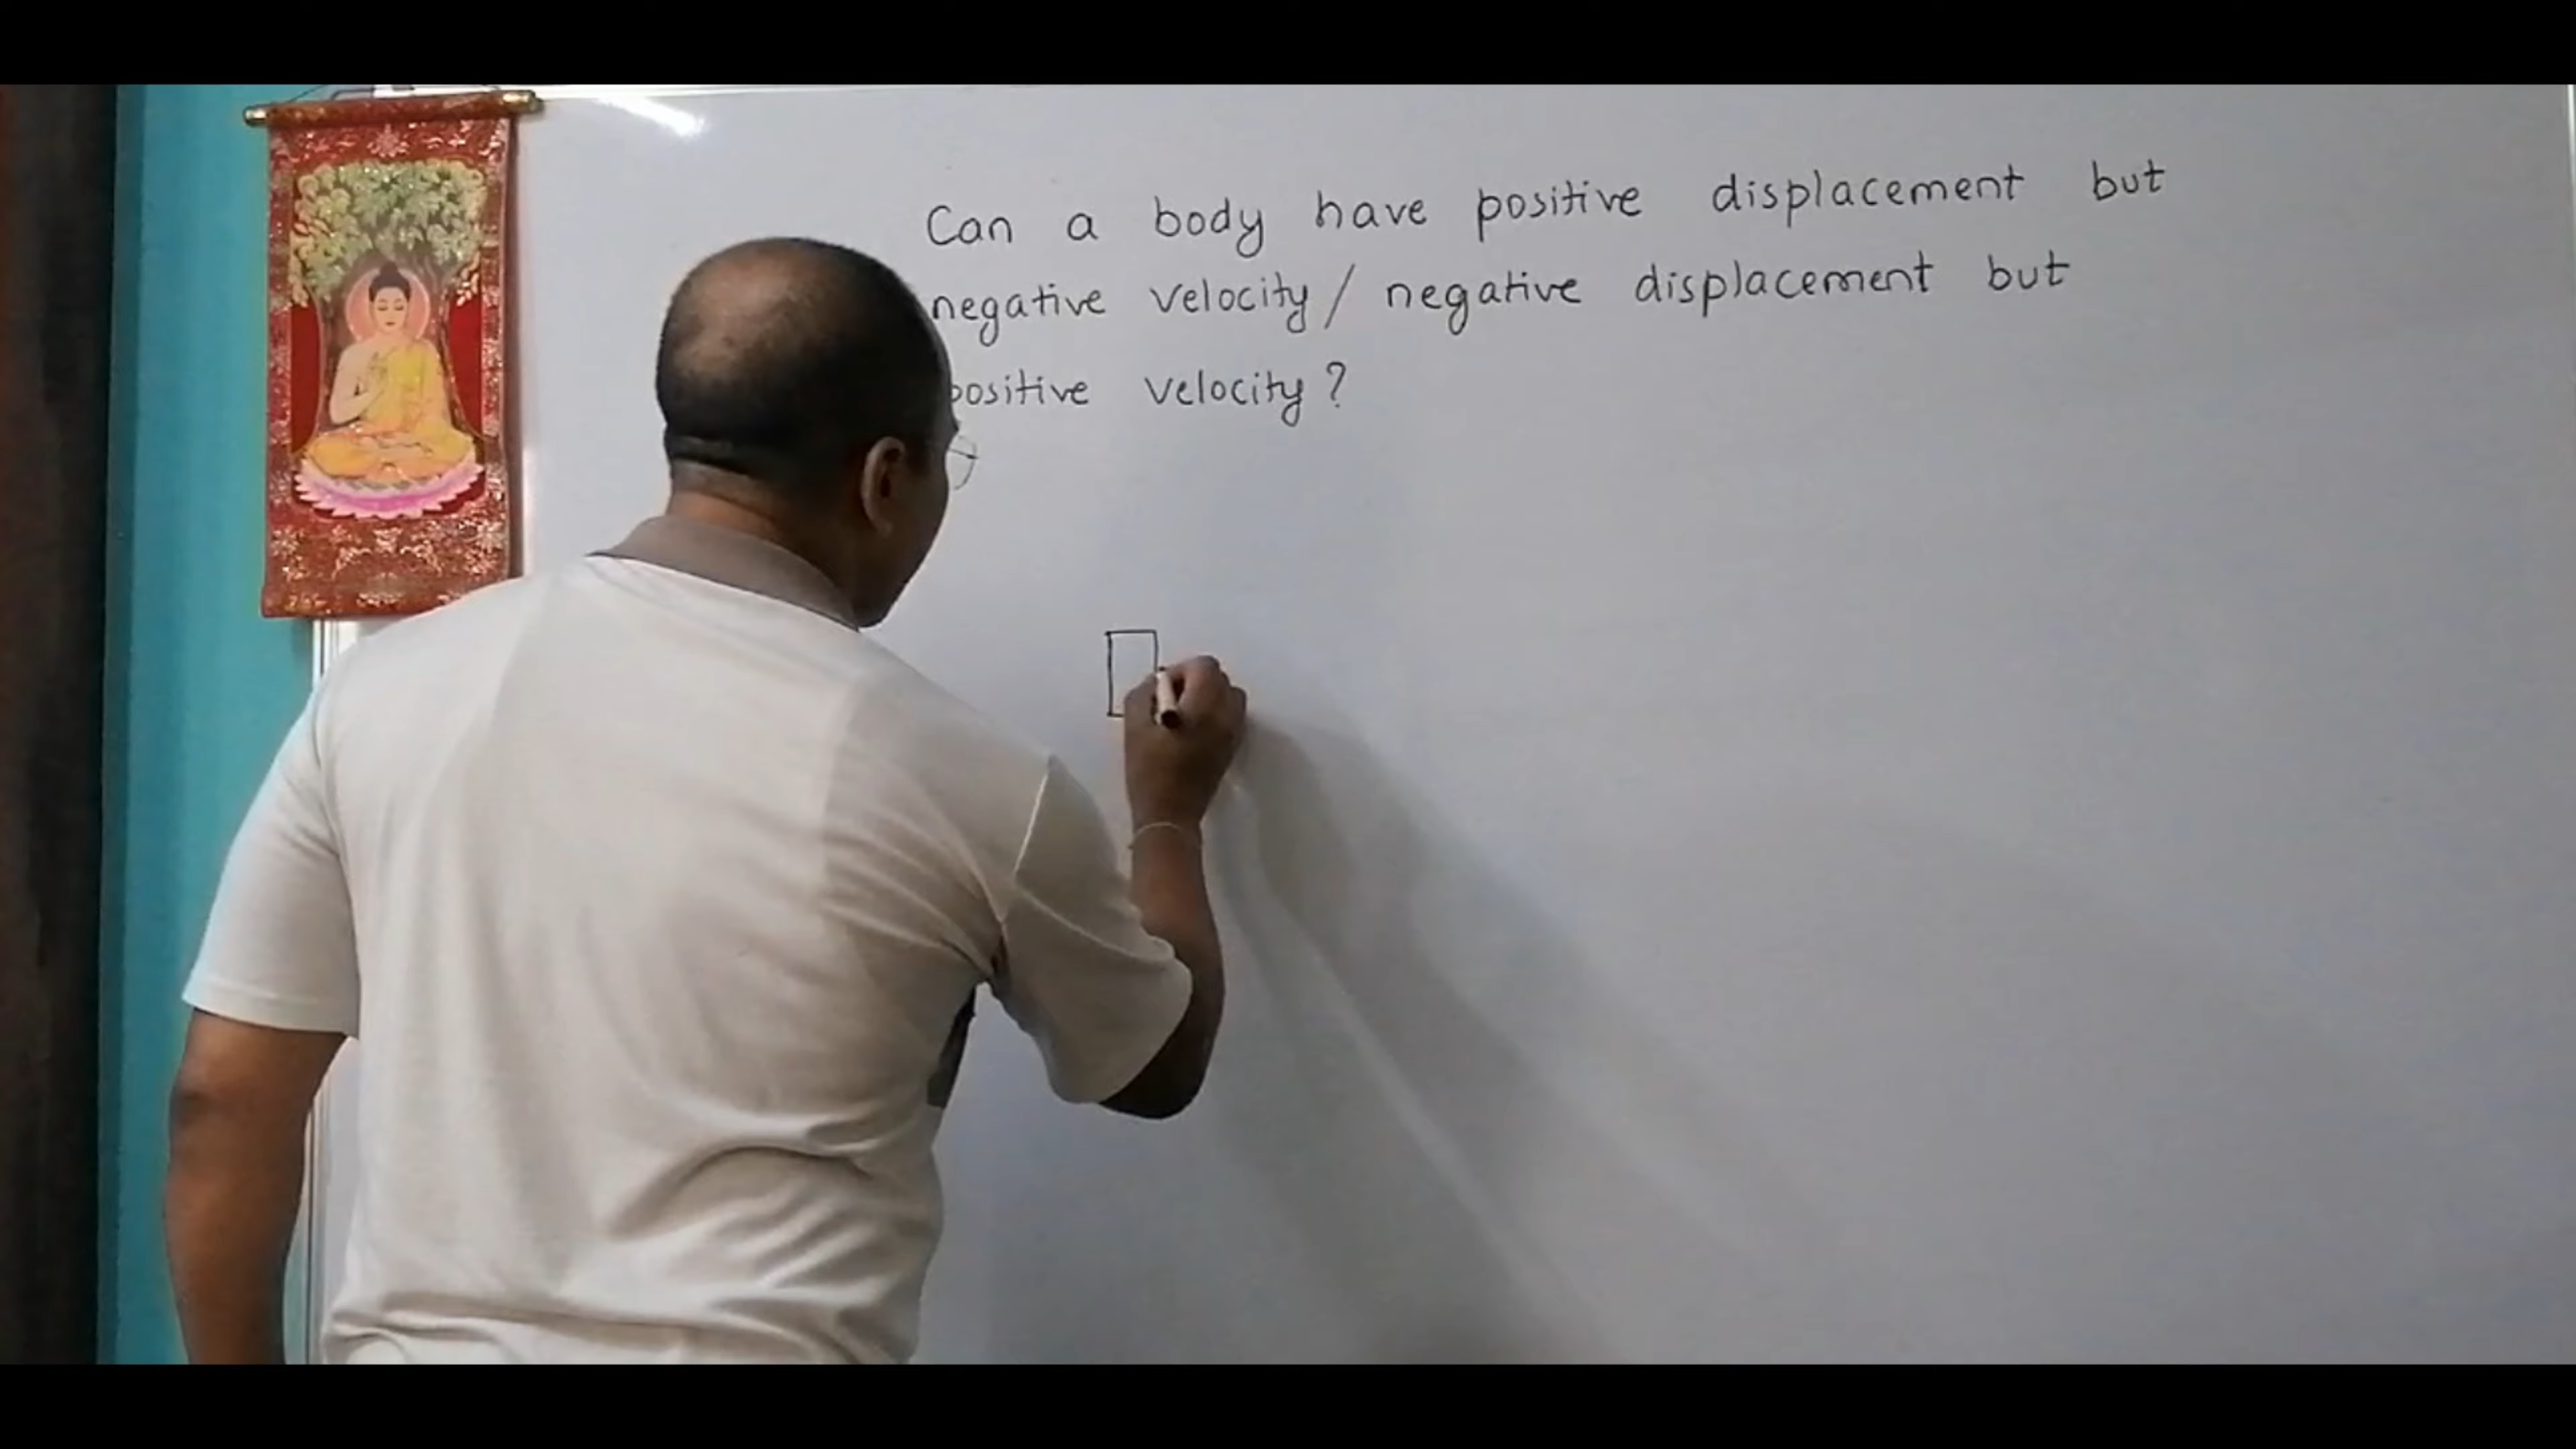 Can a body have positive displacement but
negative velocity / negative displacement but
positive velocity ?